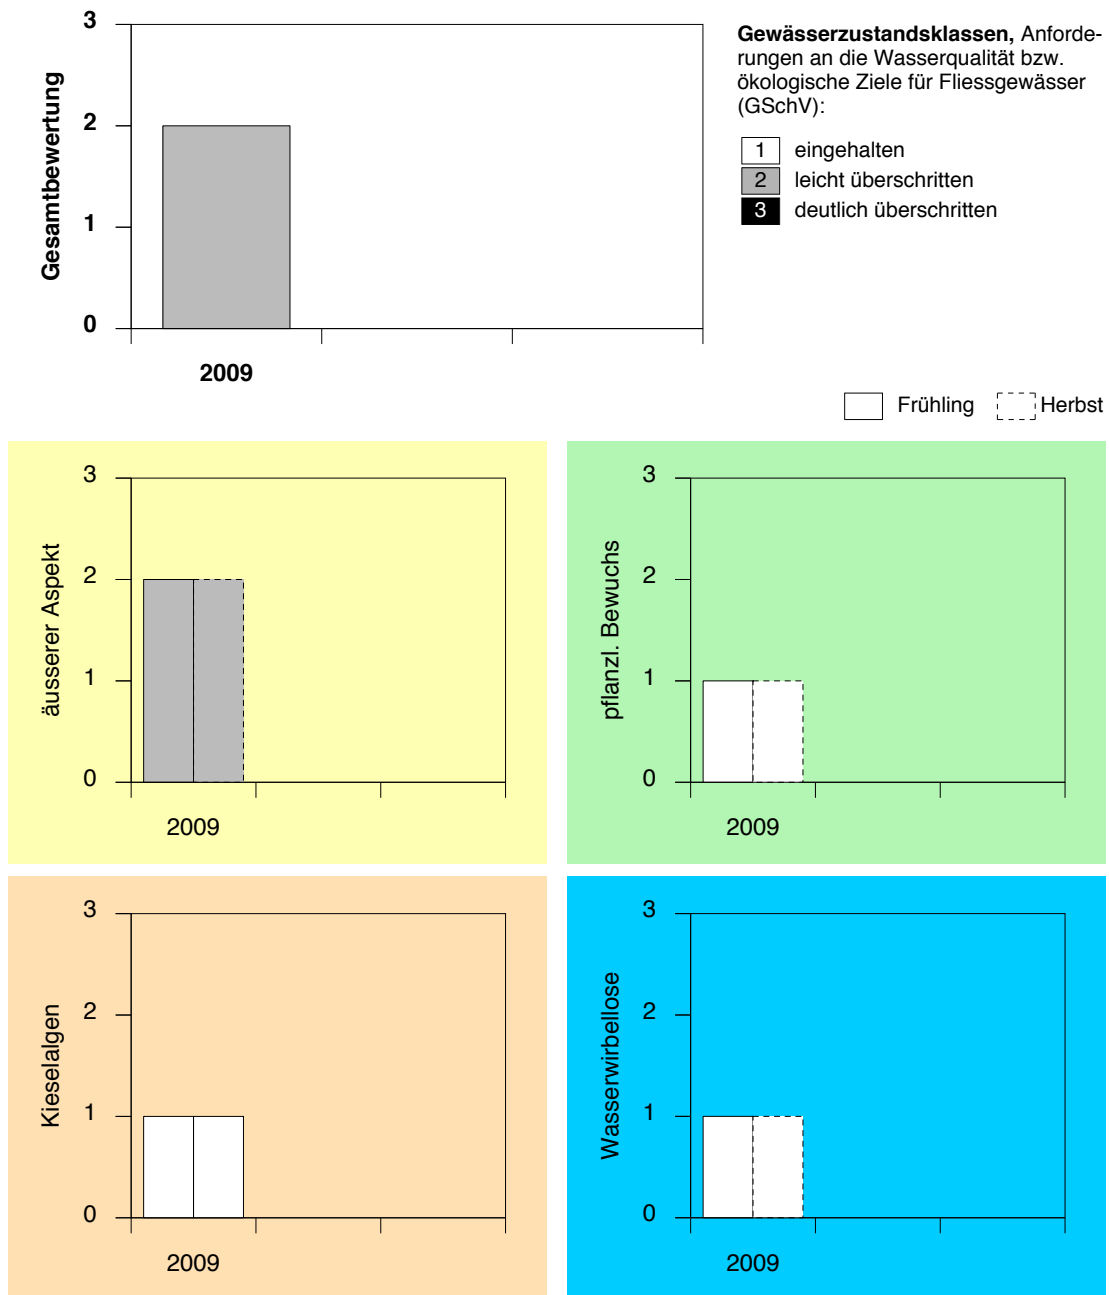 3
2
1
0
Gesamtbewertung
2009
Gewässerzustandsklassen, Anforde-
rungen an die Wasserqualität bzw.
ökologische Ziele für Fliessgewässer
(GSchV):
1 eingehalten
2 leicht überschritten
3 deutlich überschritten
Frühling Herbst
3
2
1
0
äusserer Aspekt
2009
3
2
1
0
pflanzl. Bewuchs
2009
3
2
1
0
Kieselalgen
2009
3
2
1
0
Wasserwirbellose
2009